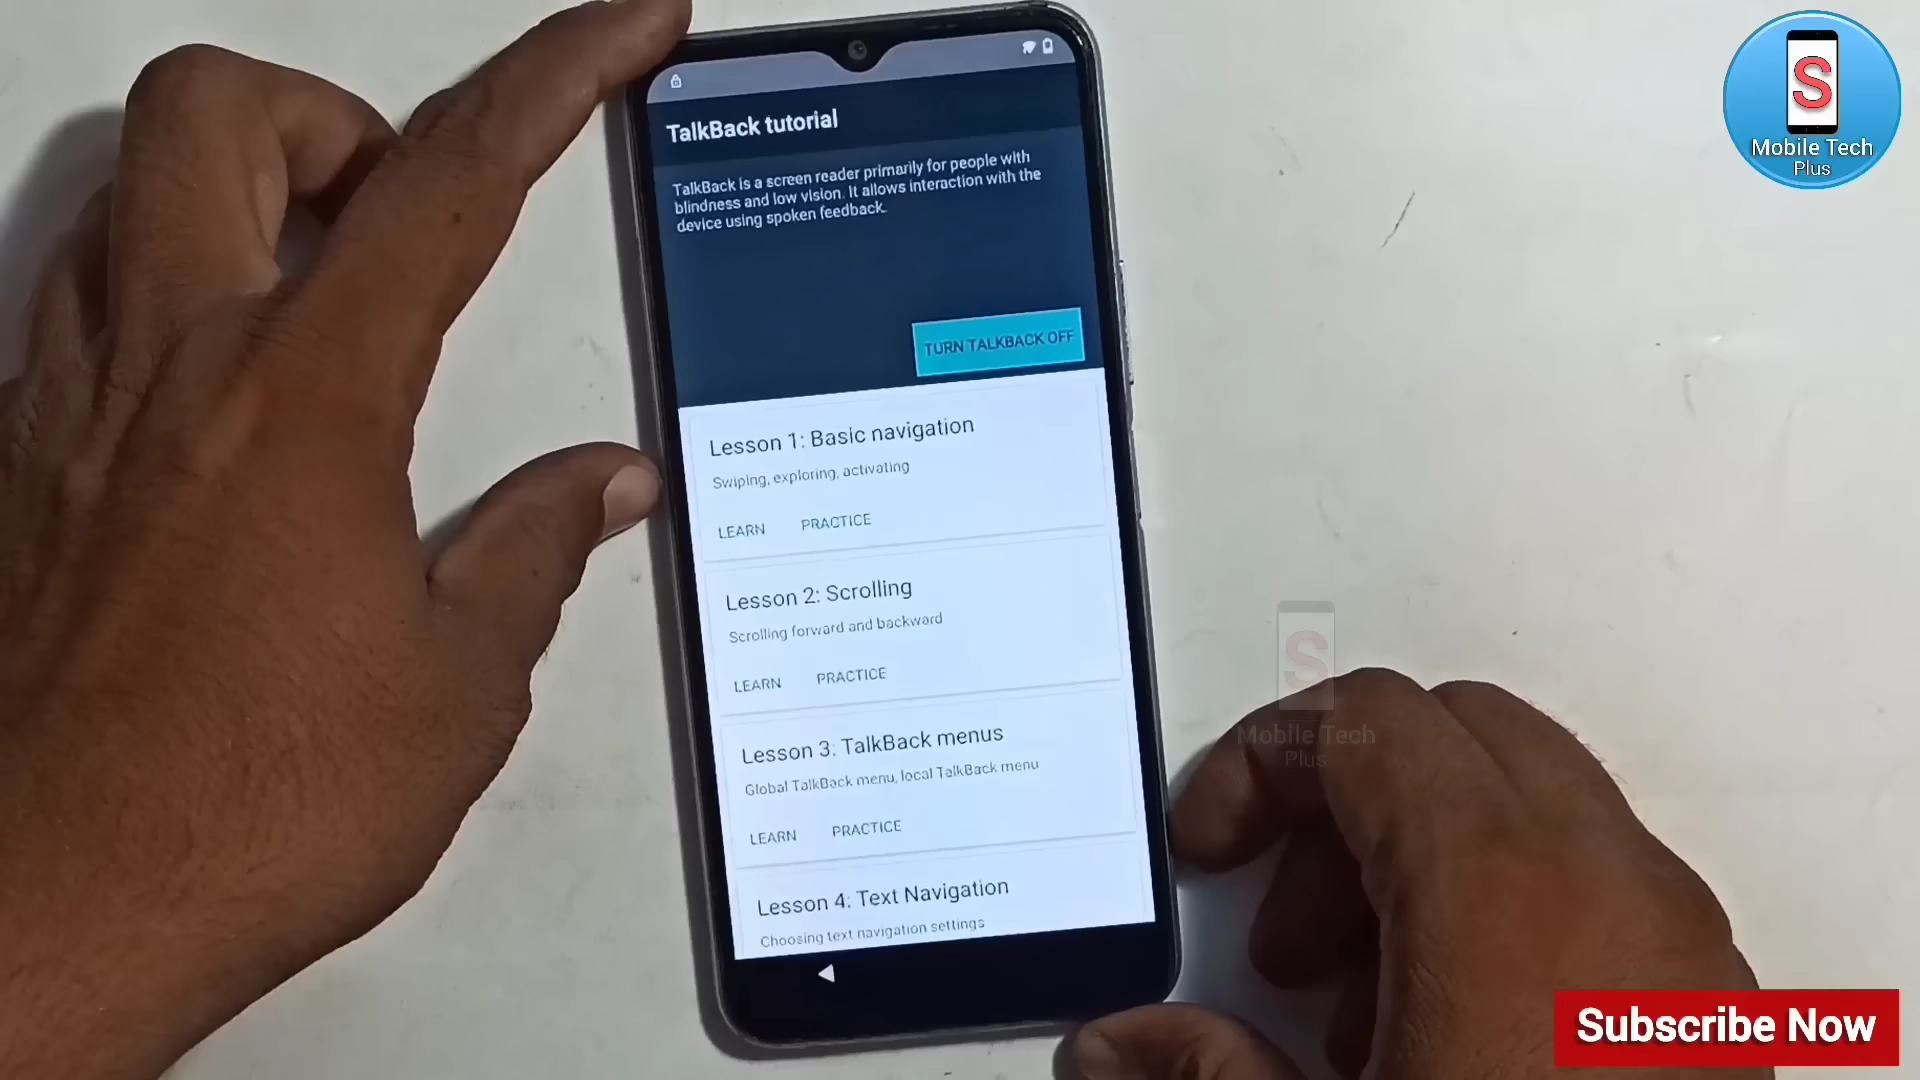 TalkBack tutorial
TalkBack is a screen reader primarily for people with
blindness and low vision. It allows interaction with the
device using spoken feedback.
TURN TALKBACK OFF
Lesson 1: Basic navigation
Swiping, exploring, activating
LEARN PRACTICE
Lesson 2: Scrolling
Scrolling forward and backward
LEARN PRACTICE
Lesson 3: TalkBack menus
Global TalkBack menu, local TalkBack menu
LEARN PRACTICE
Lesson 4: Text Navigation
Choosing text navigation settings
S
Mobile Tech
Plus
S
Mobile Tech
Plus
Subscribe Now